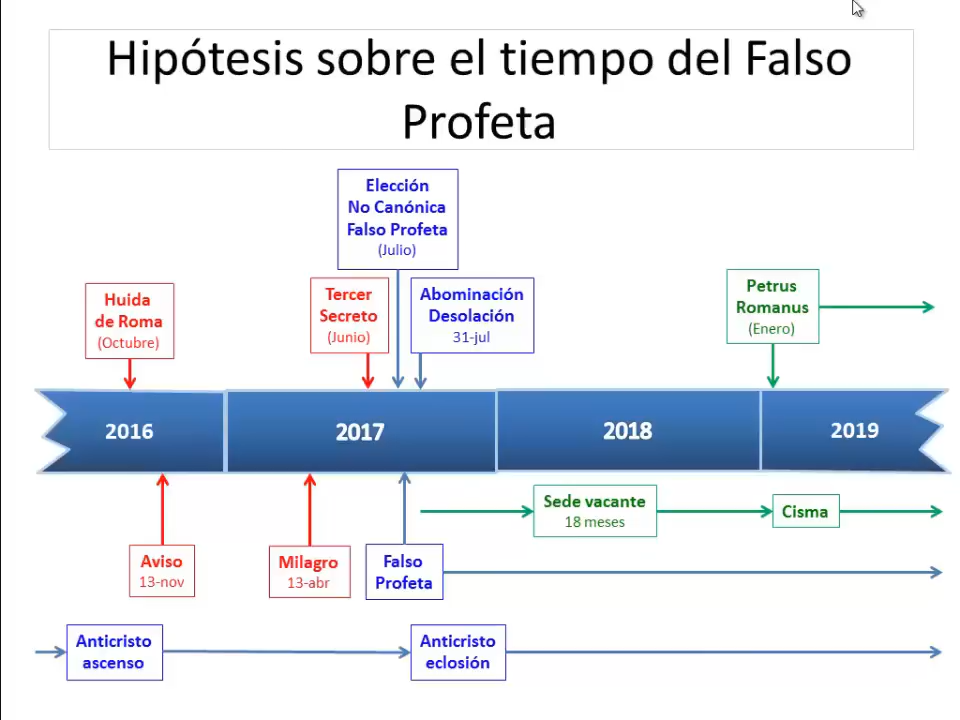 Hipótesis sobre el tiempo del Falso
Profeta
Elección
No Canónica
Falso Profeta
(Julio)
Huida
de Roma
(Octubre)
Tercer
Secreto
(Junio)
Abominación
Desolación
31-jul
Petrus
Romanus
(Enero)
2016
2017
2018
2019
Sede vacante
18 meses
Cisma
Aviso
13-nov
Milagro
13-abr
Falso
Profeta
Anticristo
ascenso
Anticristo
eclosión